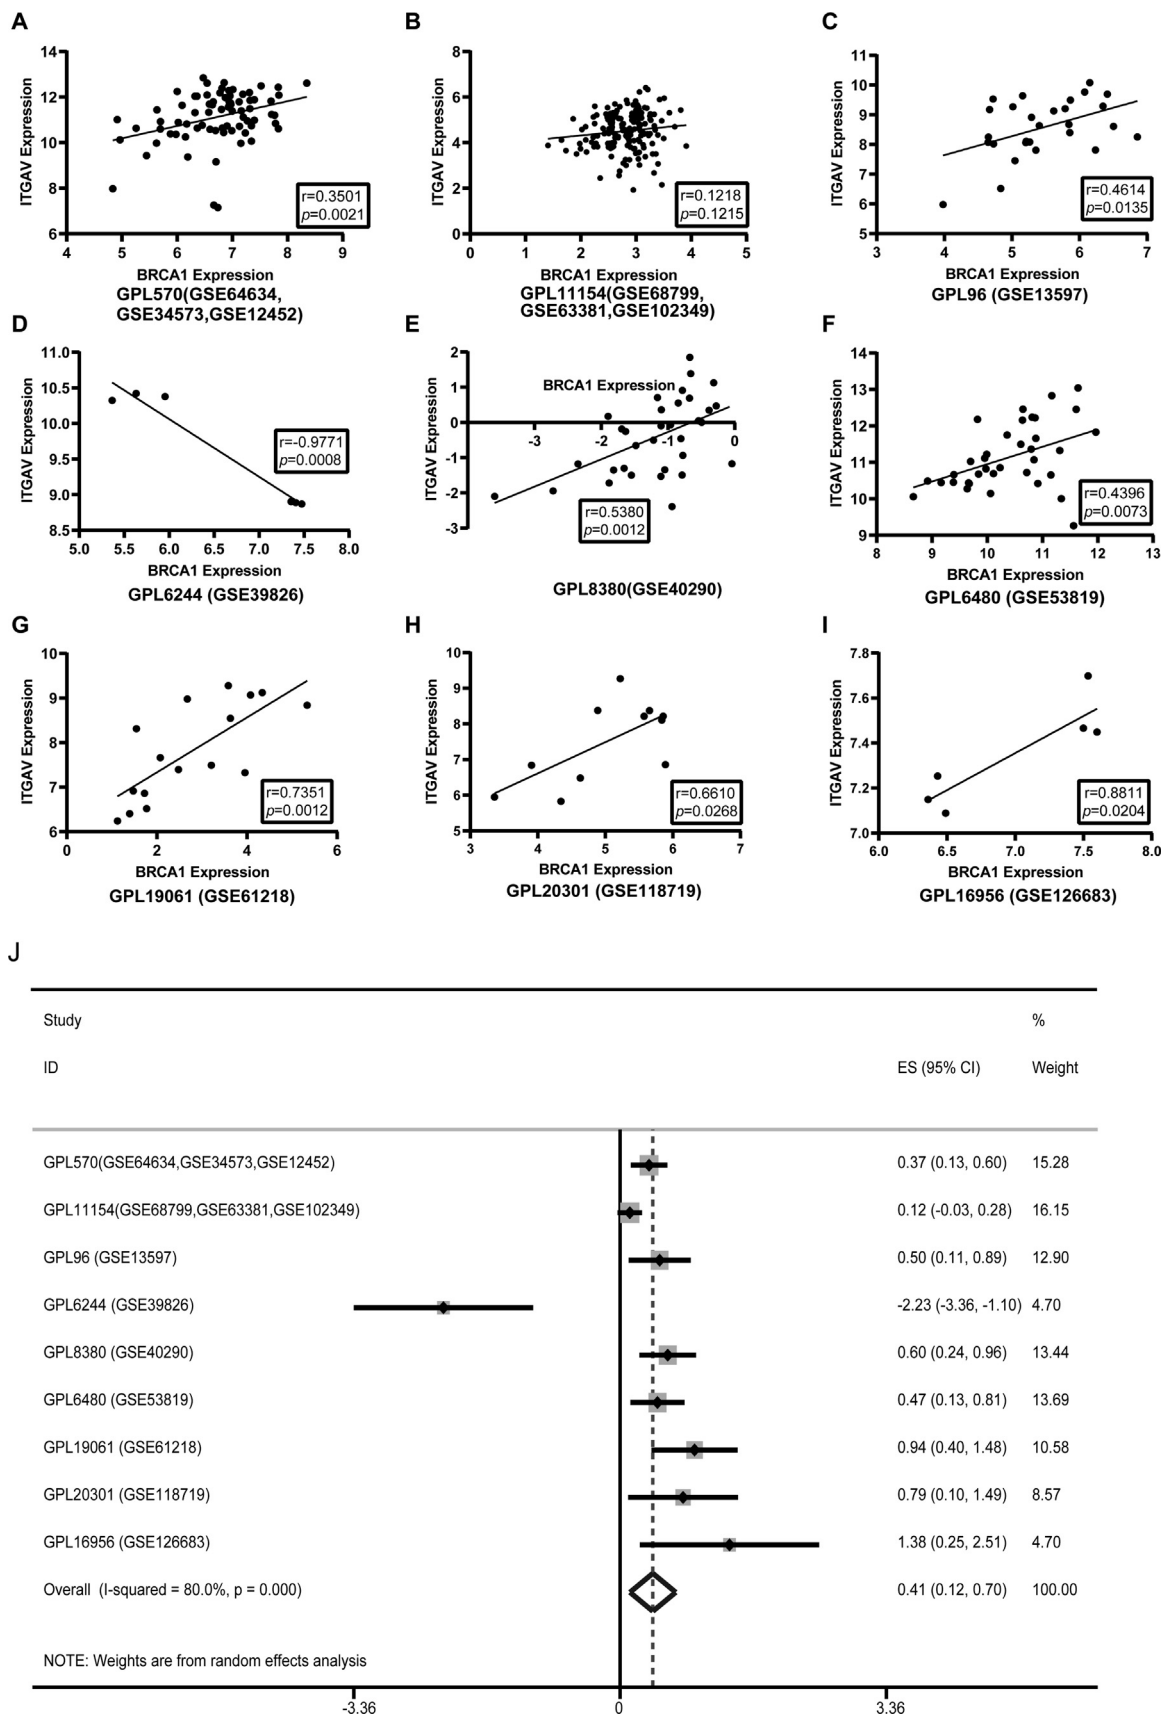 A
ITGAV Expression
14
12
10
8
6
4
5
6
7
8
9
r=0.3501
p=0.0021
BRCA1 Expression
GPL570(GSE64634,
GSE34573,GSE12452)
B
ITGAV Expression
8
6
4
2
0
0
1
2
3
4
5
r=0.1218
p=0.1215
BRCA1 Expression
GPL11154(GSE68799,
GSE63381,GSE102349)
C
ITGAV Expression
11
10
9
8
7
6
5
3
4
5
6
7
r=0.4614
p=0.0135
BRCA1 Expression
GPL96 (GSE13597)
D
ITGAV Expression
11.0
10.5
10.0
9.5
9.0
8.5
5.0
5.5
6.0
6.5
7.0
7.5
8.0
r=-0.9771
p=0.0008
BRCA1 Expression
GPL6244 (GSE39826)
E
ITGAV Expression
2
1
0
-1
-2
-3
BRCA1 Expression
-3
-2
-1
0
r=0.5380
p=0.0012
GPL8380(GSE40290)
F
ITGAV Expression
14
13
12
11
10
9
8
9
10
11
12
13
r=0.4396
p=0.0073
BRCA1 Expression
GPL6480 (GSE53819)
G
ITGAV Expression
10
9
8
7
6
0
2
4
6
r=0.7351
p=0.0012
BRCA1 Expression
GPL19061 (GSE61218)
H
ITGAV Expression
10
9
8
7
6
5
3
4
5
6
7
r=0.6610
p=0.0268
BRCA1 Expression
GPL20301 (GSE118719)
I
ITGAV Expression
7.8
7.6
7.4
7.2
7.0
6.0
6.5
7.0
7.5
8.0
r=0.8811
p=0.0204
BRCA1 Expression
GPL16956 (GSE126683)
J
Study %
ID ES (95% CI) Weight
GPL570(GSE64634,GSE34573,GSE12452) 0.37 (0.13, 0.60) 15.28
GPL11154(GSE68799,GSE63381,GSE102349) 0.12 (-0.03, 0.28) 16.15
GPL96 (GSE13597) 0.50 (0.11, 0.89) 12.90
GPL6244 (GSE39826) -2.23 (-3.36, -1.10) 4.70
GPL8380 (GSE40290) 0.60 (0.24, 0.96) 13.44
GPL6480 (GSE53819) 0.47 (0.13, 0.81) 13.69
GPL19061 (GSE61218) 0.94 (0.40, 1.48) 10.58
GPL20301 (GSE118719) 0.79 (0.10, 1.49) 8.57
GPL16956 (GSE126683) 1.38 (0.25, 2.51) 4.70
Overall (I-squared = 80.0%, p = 0.000) 0.41 (0.12, 0.70) 100.00
NOTE: Weights are from random effects analysis
-3.36 0 3.36